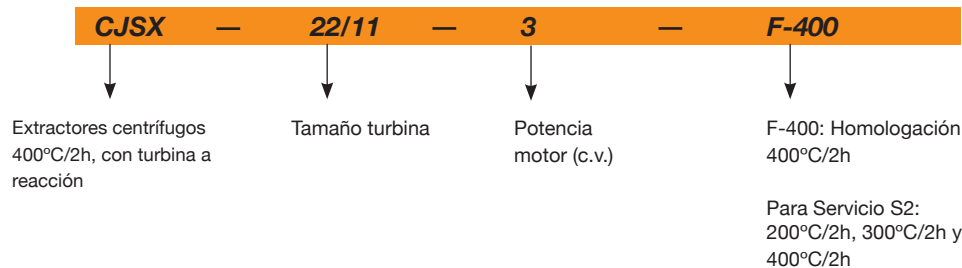 CJSX — 22/11 — 3 — F-400
Extractores centrífugos
400ºC/2h, con turbina a
reacción
Tamaño turbina
Potencia
motor (c.v.)
F-400: Homologación
400ºC/2h
Para Servicio S2:
200ºC/2h, 300ºC/2h y
400ºC/2h